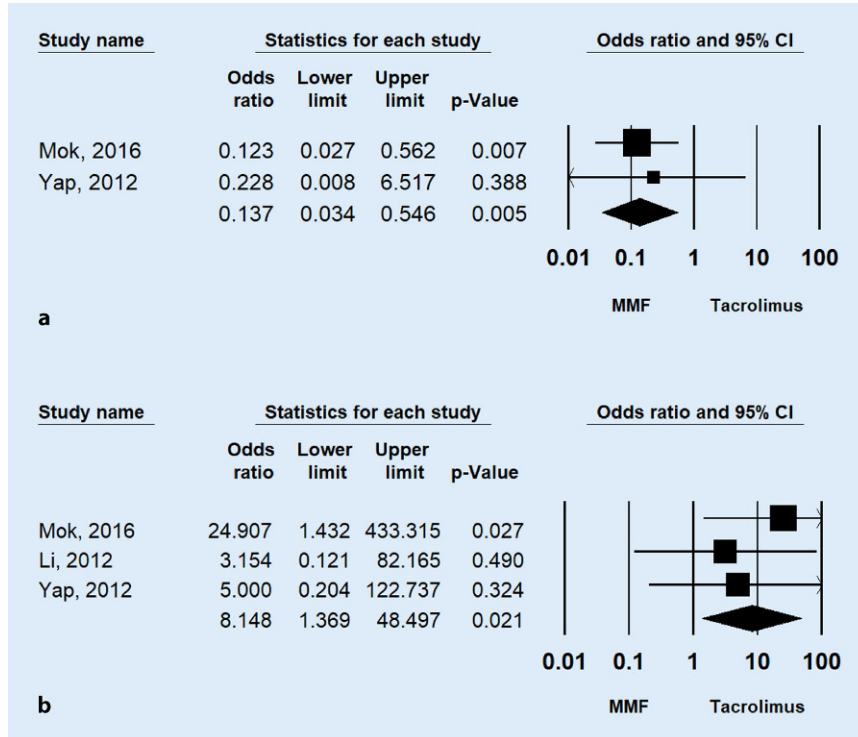 Study name Statistics for each study Odds ratio and 95% CI
Odds Lower Upper
ratio limit limit p-Value
Mok, 2016 0.123 0.027 0.562 0.007
Yap, 2012 0.228 0.008 6.517 0.388
0.137 0.034 0.546 0.005
0.01 0.1 1 10 100
MMF Tacrolimus
a
Study name Statistics for each study Odds ratio and 95% CI
Odds Lower Upper
ratio limit limit p-Value
Mok, 2016 24.907 1.432 433.315 0.027
Li, 2012 3.154 0.121 82.165 0.490
Yap, 2012 5.000 0.204 122.737 0.324
8.148 1.369 48.497 0.021
0.01 0.1 1 10 100
MMF Tacrolimus
b